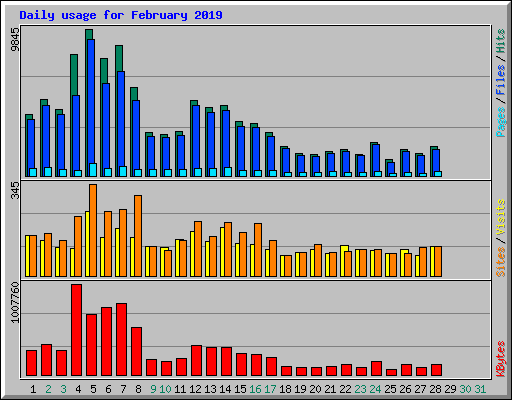 Daily usage for February 2019
9845
Pages / Files / Hits
345
Sites / Visits
1007760
KBytes
1 2 3 4 5 6 7 8 9 10 11 12 13 14 15 16 17 18 19 20 21 22 23 24 25 26 27 28 29 30 31